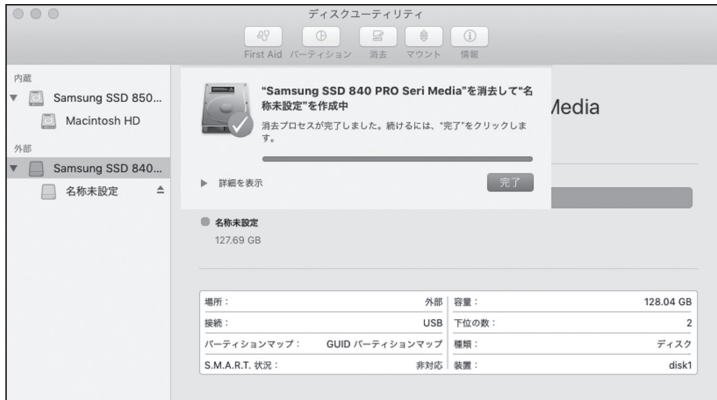 ディスクユーティリティ
First Aid パーティション 消去 マウント 情報
内蔵
Samsung SSD 850...
Macintosh HD
外部
Samsung SSD 840...
名称未設定
"Samsung SSD 840 PRO Seri Media"を消去して"名
称未設定"を作成中
消去プロセスが完了しました。続けるには、"完了"をクリックしま
す。
詳細を表示
完了
Media
名称未設定
127.69 GB
場所： 外部 容量： 128.04 GB
接続： USB 下位の数： 2
パーティションマップ： GUID パーティションマップ 種類： ディスク
S.M.A.R.T. 状況： 非対応 装置： disk1